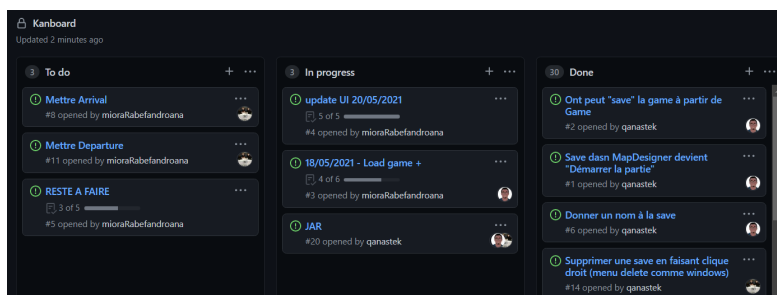 Kanboard
Updated 2 minutes ago
3 To do
Mettre Arrival
#8 opened by mioraRabefandroana
Mettre Departure
#11 opened by mioraRabefandroana
RESTE A FAIRE
3 of 5
#5 opened by mioraRabefandroana
3 In progress
update UI 20/05/2021
5 of 5
#4 opened by mioraRabefandroana
18/05/2021 - Load game +
4 of 6
#3 opened by mioraRabefandroana
JAR
#20 opened by qanastek
30 Done
Ont peut "save" la game à partir de
Game
#2 opened by qanastek
Save dasn MapDesigner devient
"Démarrer la partie"
#1 opened by qanastek
Donner un nom à la save
#6 opened by qanastek
Supprimer une save en faisant clique
droit (menu delete comme windows)
#14 opened by qanastek